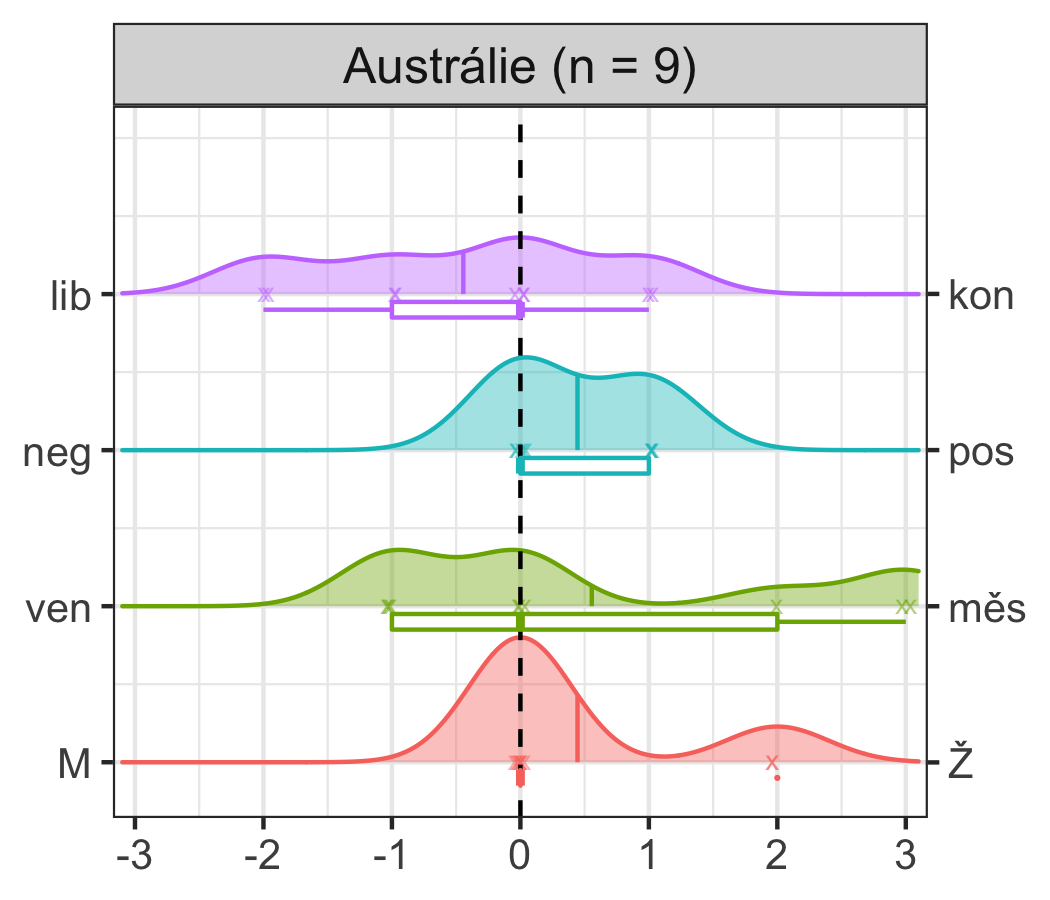 Austrálie (n = 9)
lib kon
neg pos
ven měs
M Ž
-3 -2 -1 0 1 2 3